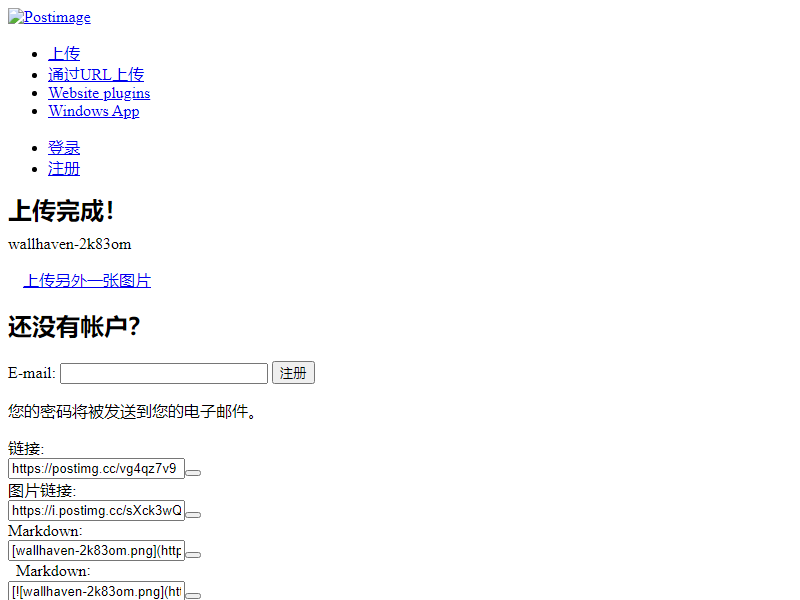 Postimage
上传
通过URL上传
Website plugins
Windows App
登录
注册
上传完成！
wallhaven-2k83om
上传另外一张图片
还没有帐户？
E-mail: 注册
您的密码将被发送到您的电子邮件。
链接:
https://postimg.cc/vg4qz7v9
图片链接:
https://i.postimg.cc/sXck3wQ
Markdown:
[wallhaven-2k83om.png](http
Markdown:
[![wallhaven-2k83om.png](ht